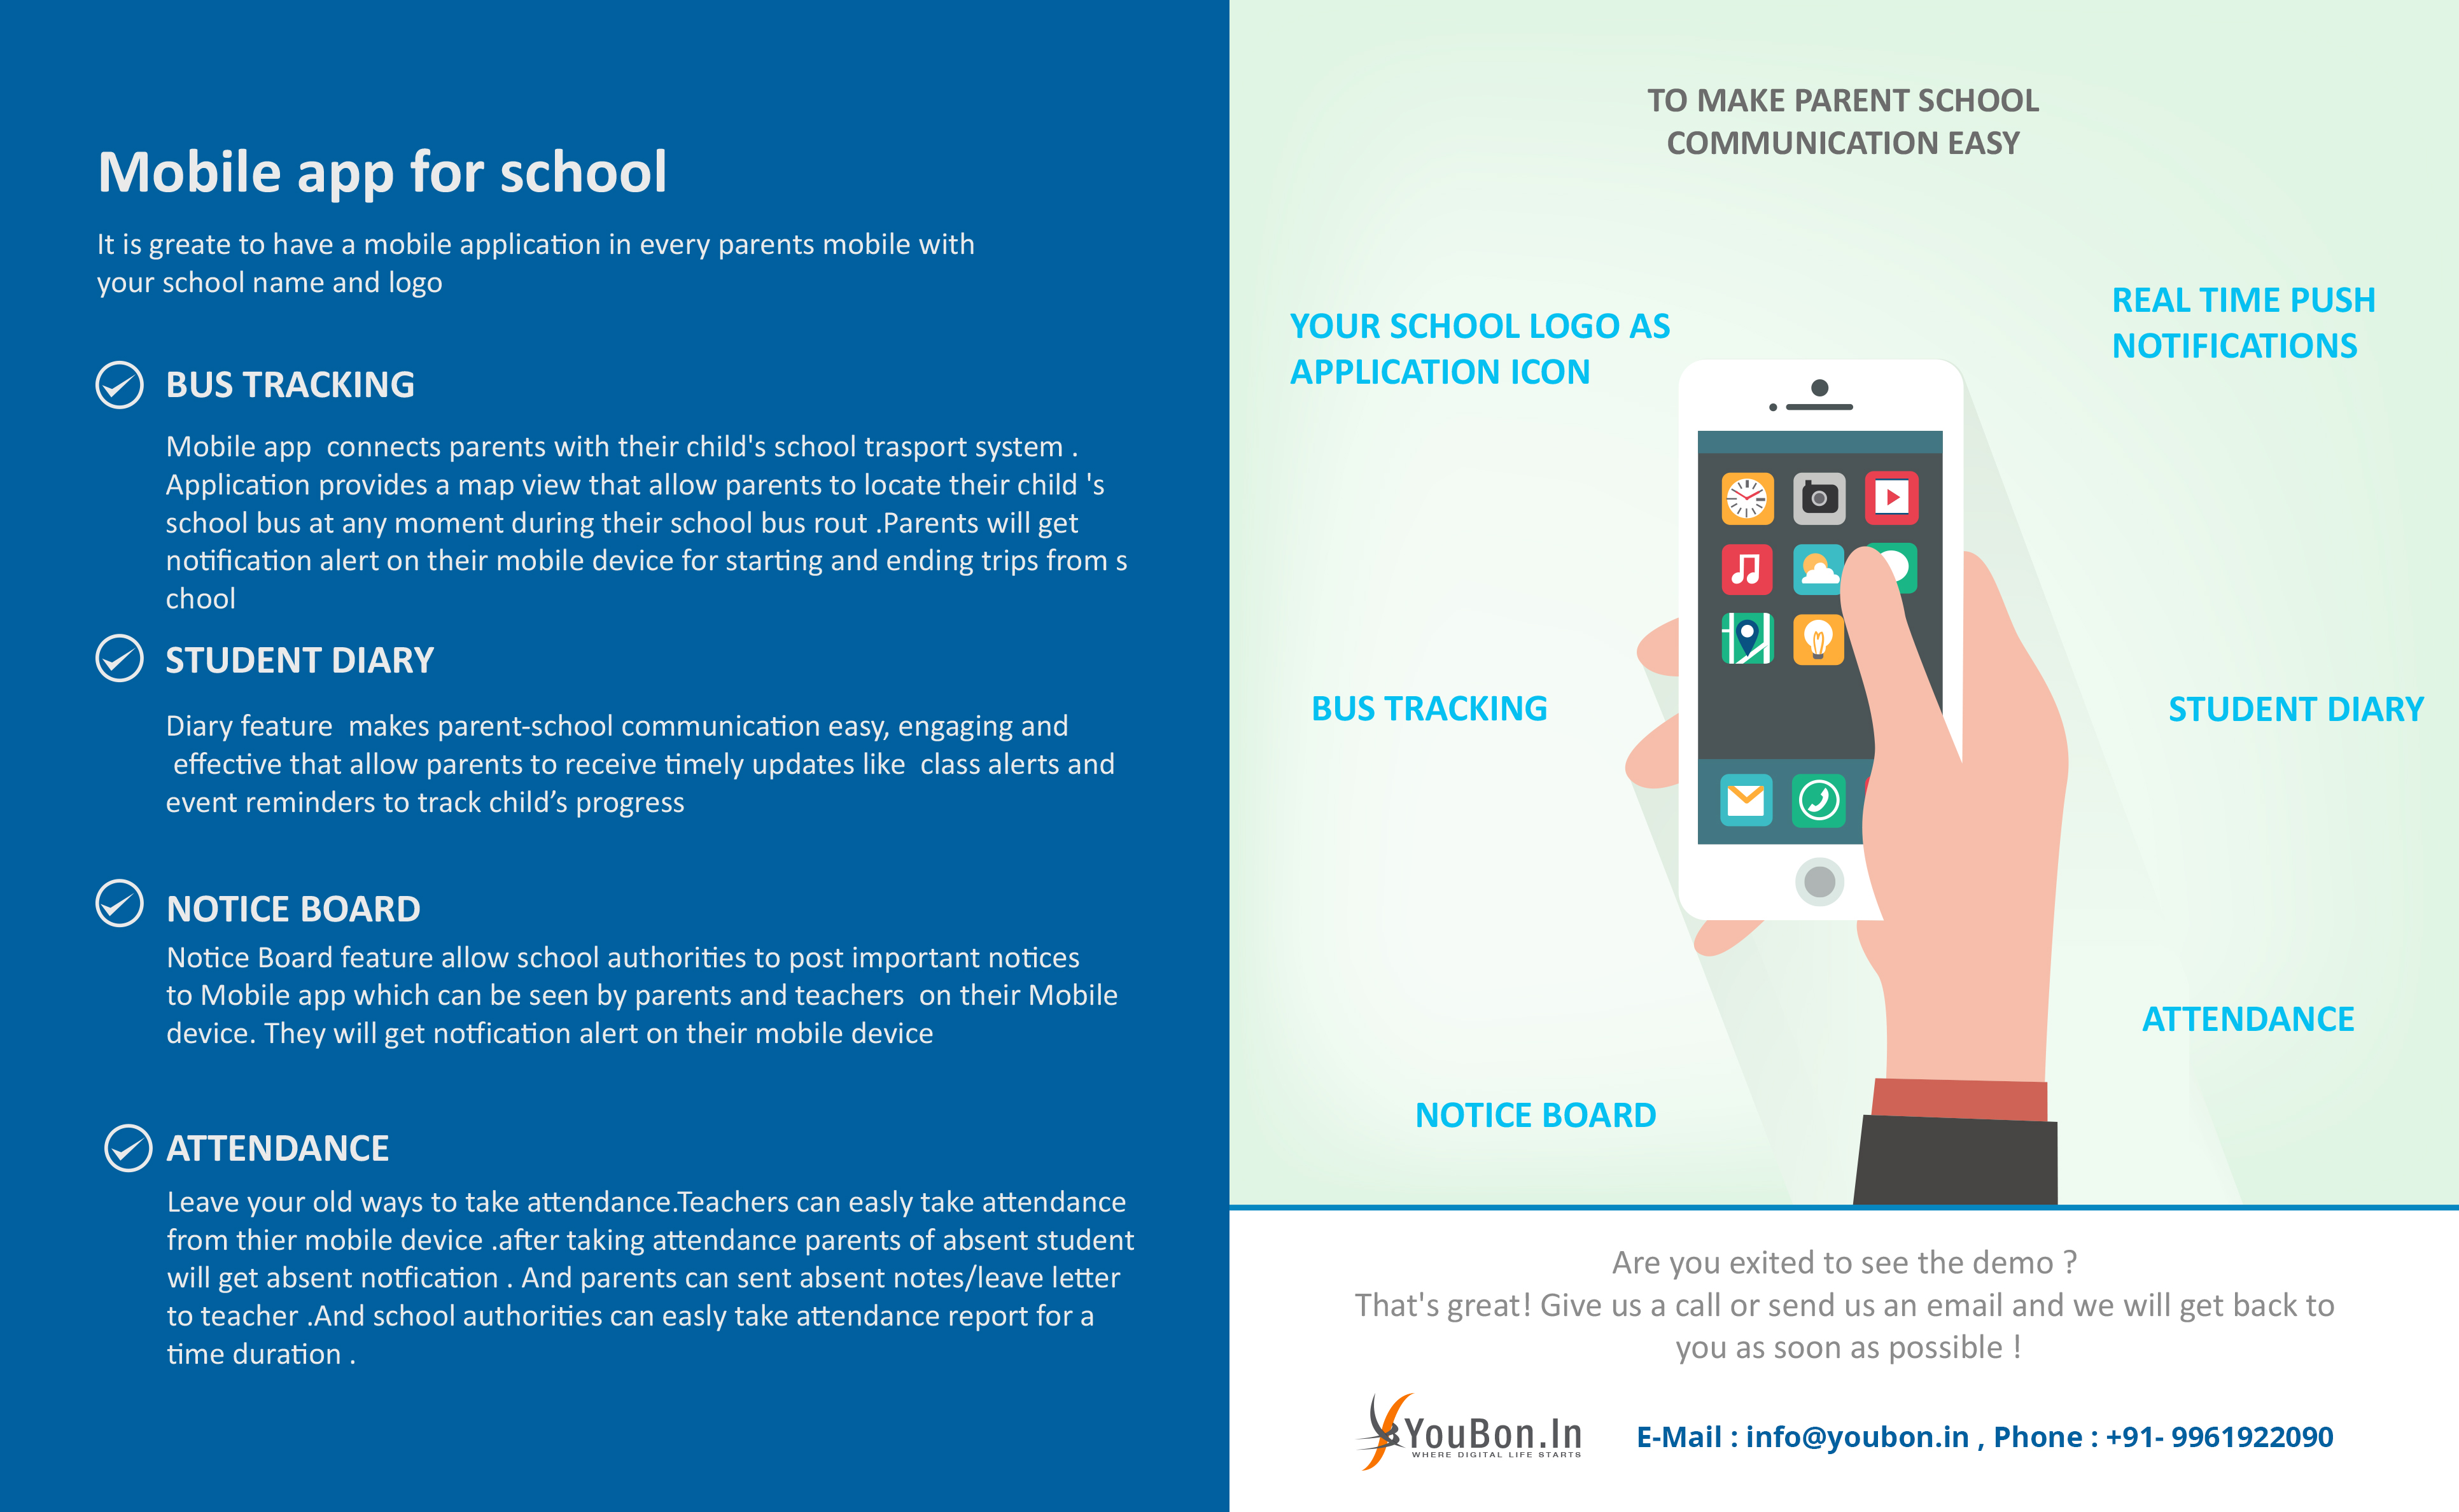 Mobile app for school
It is greate to have a mobile application in every parents mobile with
your school name and logo
BUS TRACKING
Mobile app  connects parents with their child's school trasport system .
Application provides a map view that allow parents to locate their child 's
school bus at any moment during their school bus rout .Parents will get
notification alert on their mobile device for starting and ending trips from s
chool
STUDENT DIARY
Diary feature  makes parent-school communication easy, engaging and
effective that allow parents to receive timely updates like  class alerts and
event reminders to track child’s progress
NOTICE BOARD
Notice Board feature allow school authorities to post important notices
to Mobile app which can be seen by parents and teachers  on their Mobile
device. They will get notfication alert on their mobile device
ATTENDANCE
Leave your old ways to take attendance.Teachers can easly take attendance
from thier mobile device .after taking attendance parents of absent student
will get absent notfication . And parents can sent absent notes/leave letter
to teacher .And school authorities can easly take attendance report for a
time duration .
TO MAKE PARENT SCHOOL
COMMUNICATION EASY
YOUR SCHOOL LOGO AS
APPLICATION ICON
REAL TIME PUSH
NOTIFICATIONS
BUS TRACKING
STUDENT DIARY
ATTENDANCE
NOTICE BOARD
Are you exited to see the demo ?
That's great! Give us a call or send us an email and we will get back to
you as soon as possible !
YouBon.In
WHERE DIGITAL LIFE STARTS
E-Mail : info@youbon.in , Phone : +91- 9961922090